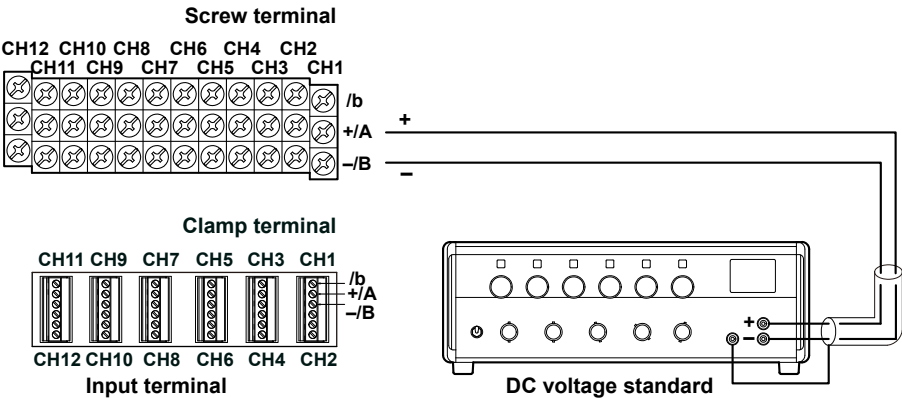 Screw terminal
CH12 CH10 CH8 CH6 CH4 CH2
CH11 CH9 CH7 CH5 CH3 CH1
/b
+/A
–/B
+
–
Clamp terminal
CH11 CH9 CH7 CH5 CH3 CH1
/b
+/A
–/B
CH12 CH10 CH8 CH6 CH4 CH2
Input terminal
+
–
DC voltage standard